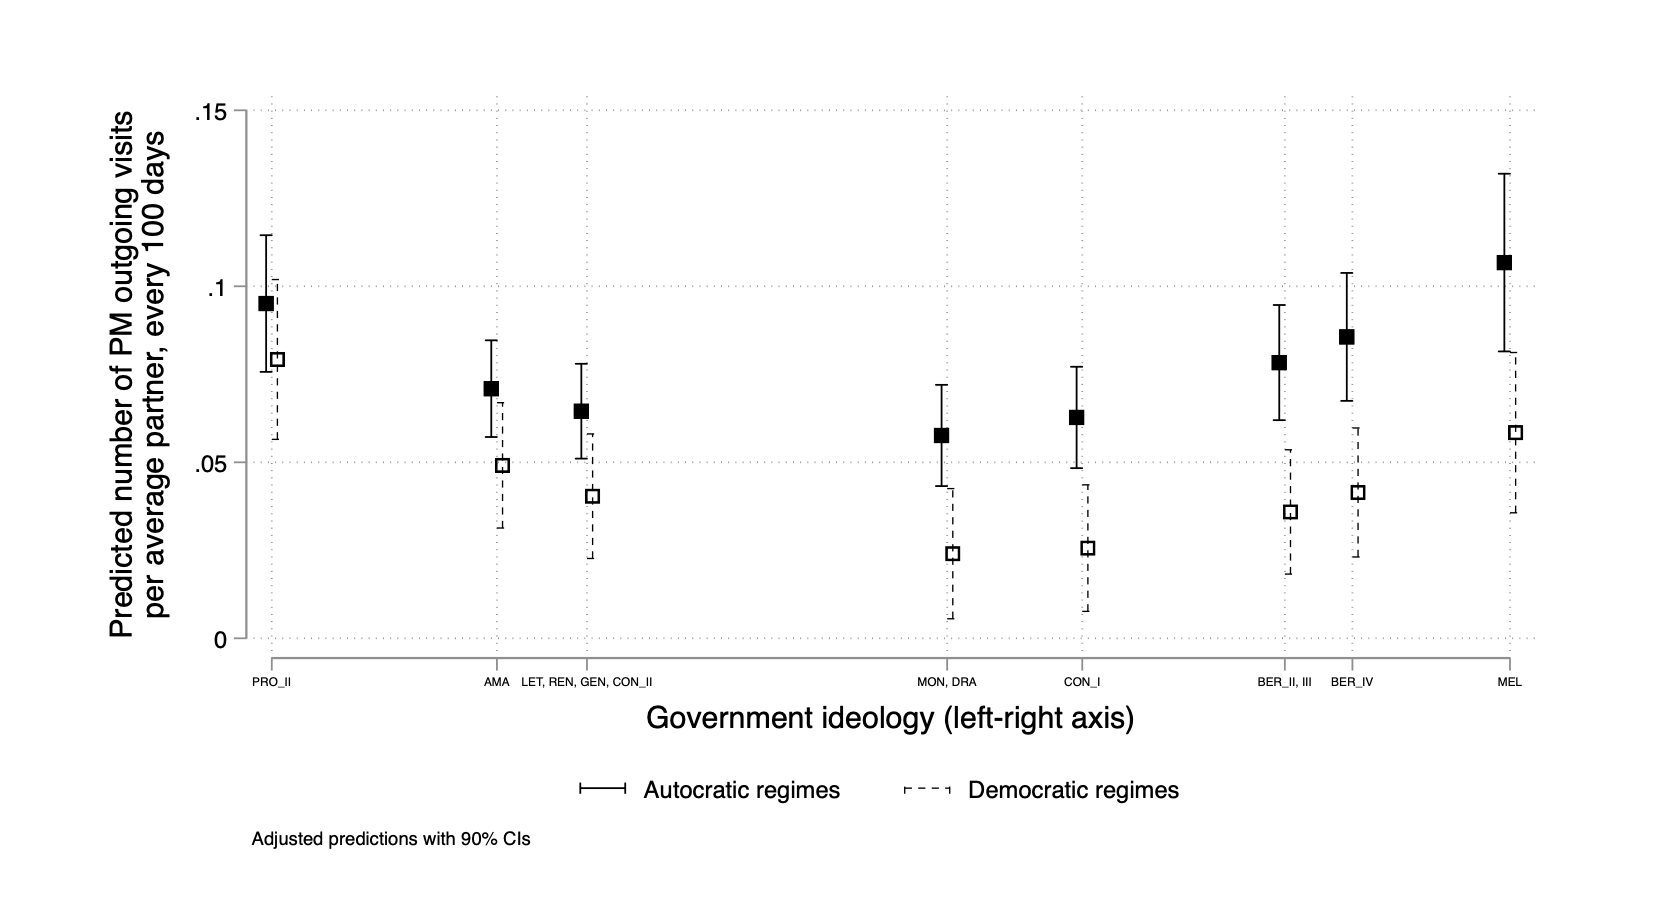 Predicted number of PM outgoing visits
per average partner, every 100 days
.15
.1
.05
0
PRO_II AMA LET, REN, GEN, CON_II MON, DRA CON_I BER_II, III BER_IV MEL
Government ideology (left-right axis)
Autocratic regimes Democratic regimes
Adjusted predictions with 90% CIs